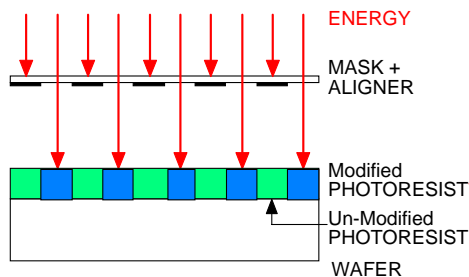 ENERGY
MASK +
ALIGNER
Modified
PHOTORESIST
Un-Modified
PHOTORESIST
WAFER